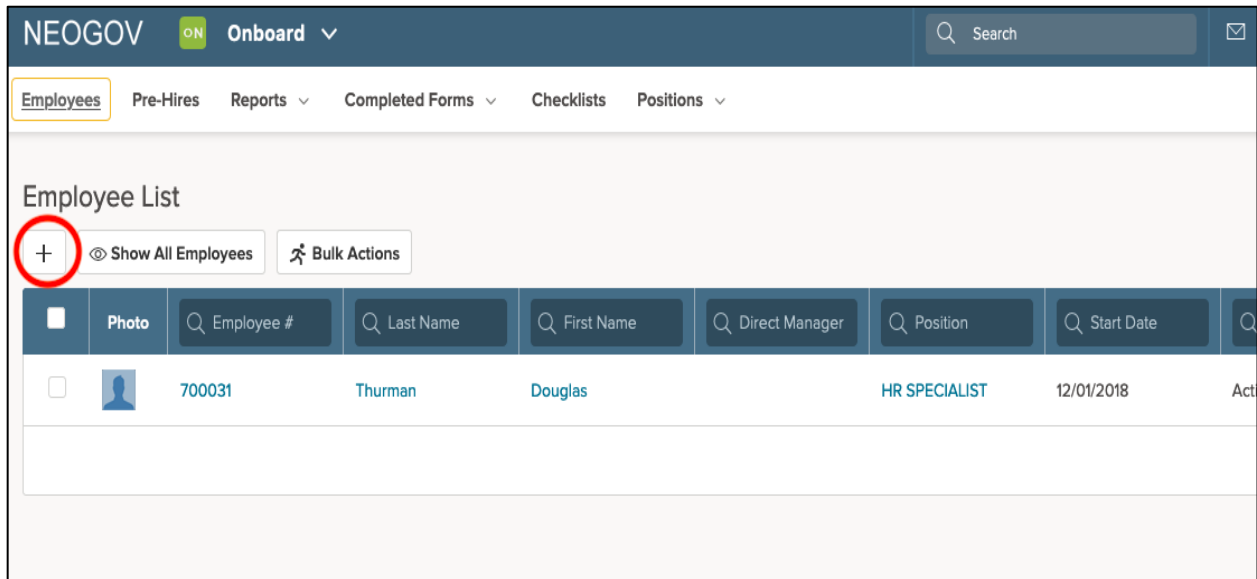 NEOGOV ON Onboard Search
Employees Pre-Hires Reports Completed Forms Checklists Positions
Employee List
+ Show All Employees Bulk Actions
Photo Employee # Last Name First Name Direct Manager Position Start Date
700031 Thurman Douglas HR SPECIALIST 12/01/2018 Acti